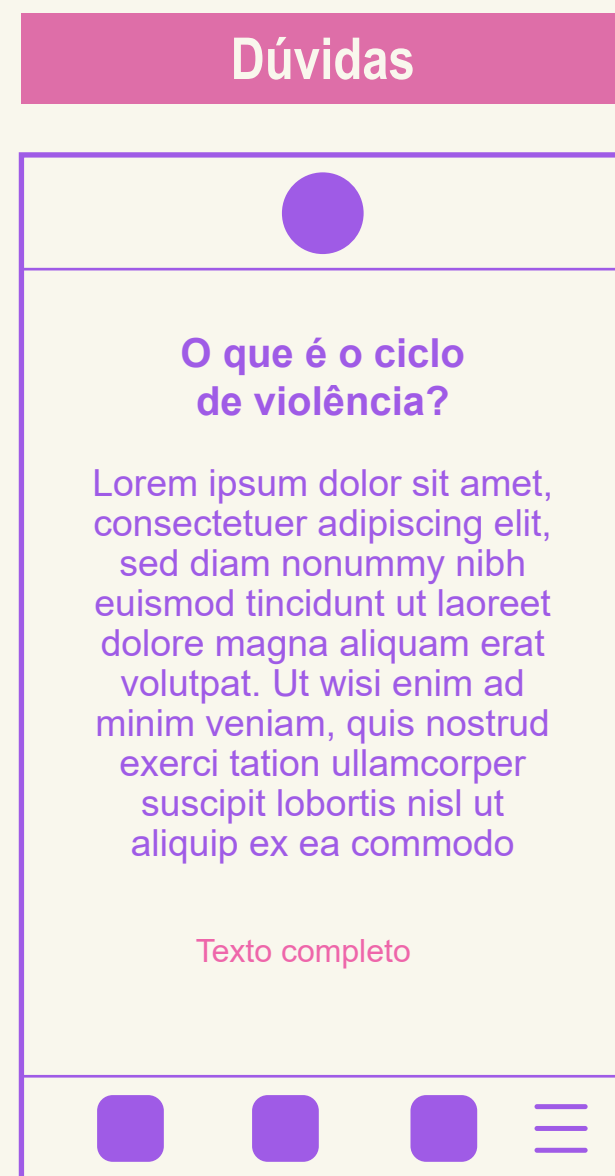 Dúvidas
O que é o ciclo
de violência?
Lorem ipsum dolor sit amet,
consectetuer adipiscing elit,
sed diam nonummy nibh
euismod tincidunt ut laoreet
dolore magna aliquam erat
volutpat. Ut wisi enim ad
minim veniam, quis nostrud
exerci tation ullamcorper
suscipit lobortis nisl ut
aliquip ex ea commodo
Texto completo